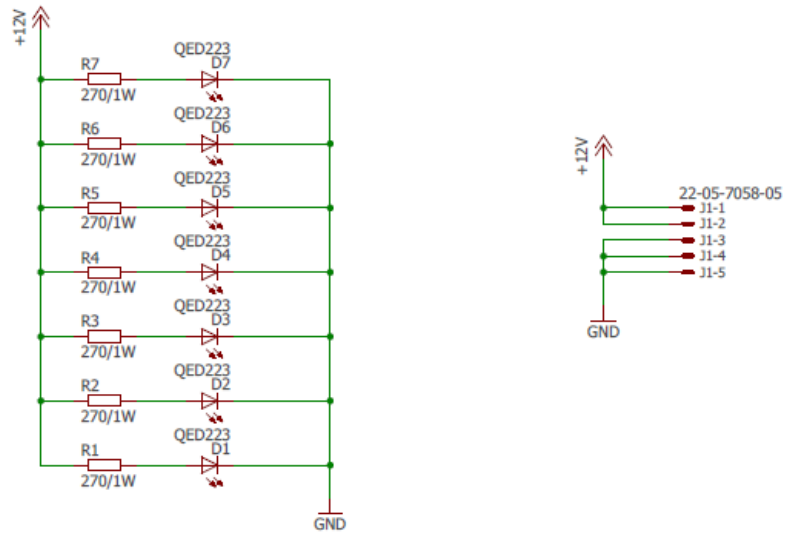 +12V
QED223
R7 D7
270/1W
QED223
R6 D6
270/1W
QED223
R5 D5
270/1W
QED223
R4 D4
270/1W
QED223
R3 D3
270/1W
QED223
R2 D2
270/1W
QED223
R1 D1
270/1W
GND
+12V
22-05-7058-05
J1-1
J1-2
J1-3
J1-4
J1-5
GND